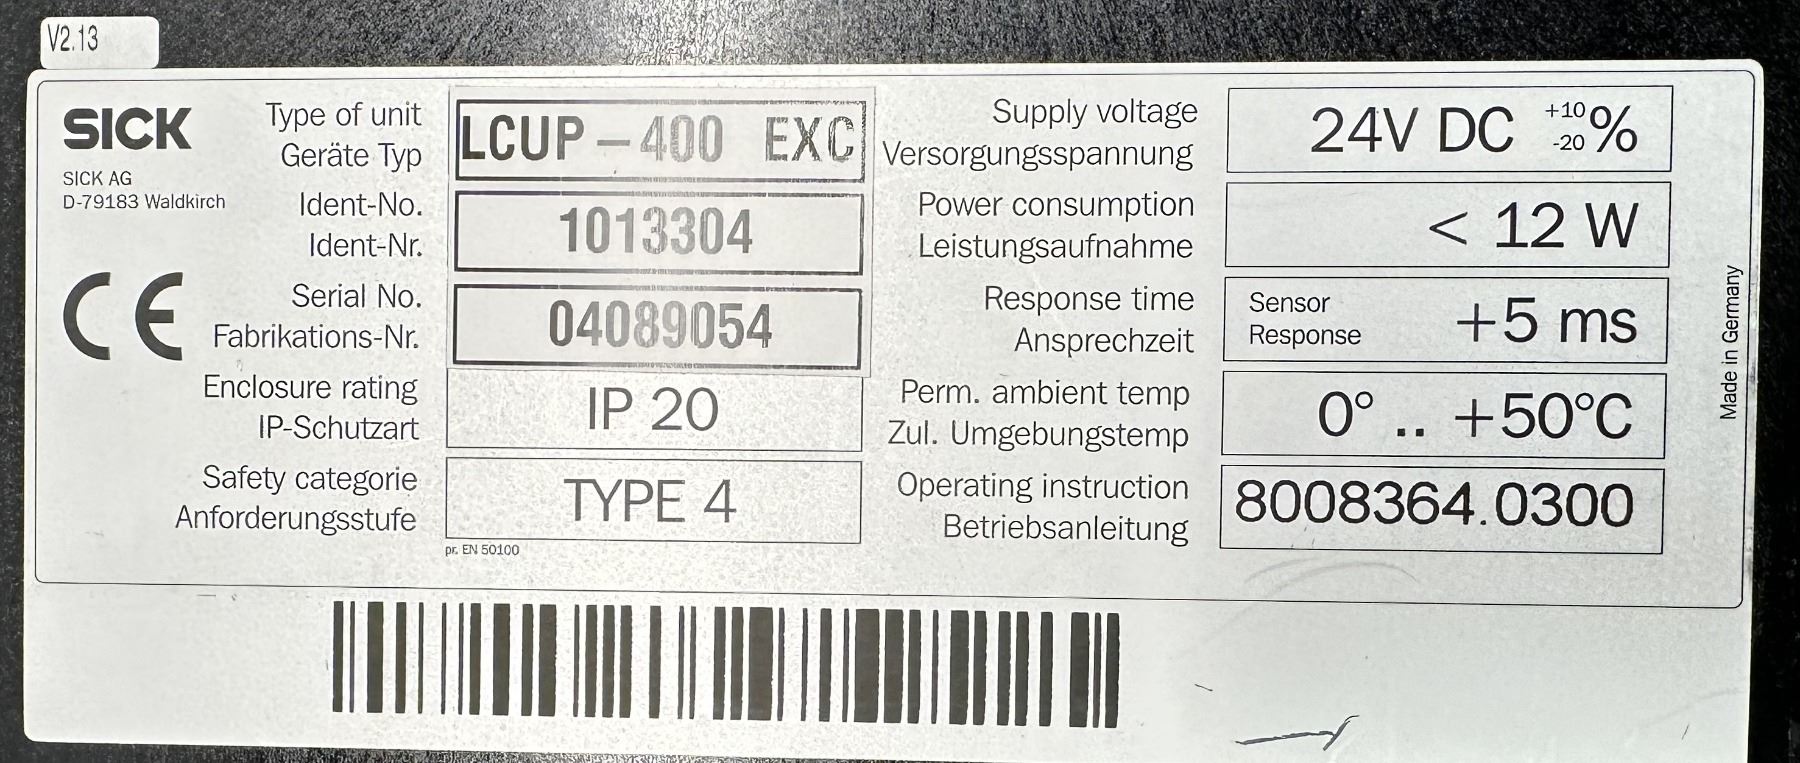 V2.13
SICK
SICK AG
D-79183 Waldkirch
CE
Type of unit
Geräte Typ
LCUP-400 EXC
Ident-No.
Ident-Nr.
1013304
Serial No.
Fabrikations-Nr.
04089054
Enclosure rating
IP-Schutzart
IP 20
Safety categorie
Anforderungsstufe
TYPE 4
pr. EN 50100
Supply voltage
Versorgungsspannung
24V DC +10 -20 %
Power consumption
Leistungsaufnahme
< 12 W
Response time
Ansprechzeit
Sensor
Response
+5 ms
Perm. ambient temp
Zul. Umgebungstemp
0° .. +50°C
Operating instruction
Betriebsanleitung
8008364.0300
Made in Germany